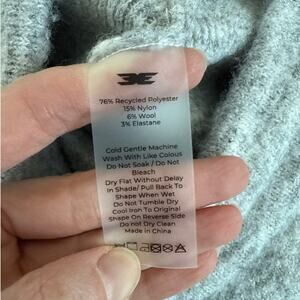 76% Recycled Polyester
15% Nylon
6% Wool
3% Elastane
Cold Gentle Machine
Wash With Like Colous
Do Not Soak / Do Not
Bleach
Dry Flat Without Delay
In Shade/ Pull Back To
Shape When Wet
Do Not Tumble Dry
Cool Iron To Original
Shape On Reverse Side
Do not Dry Clean
Made in China